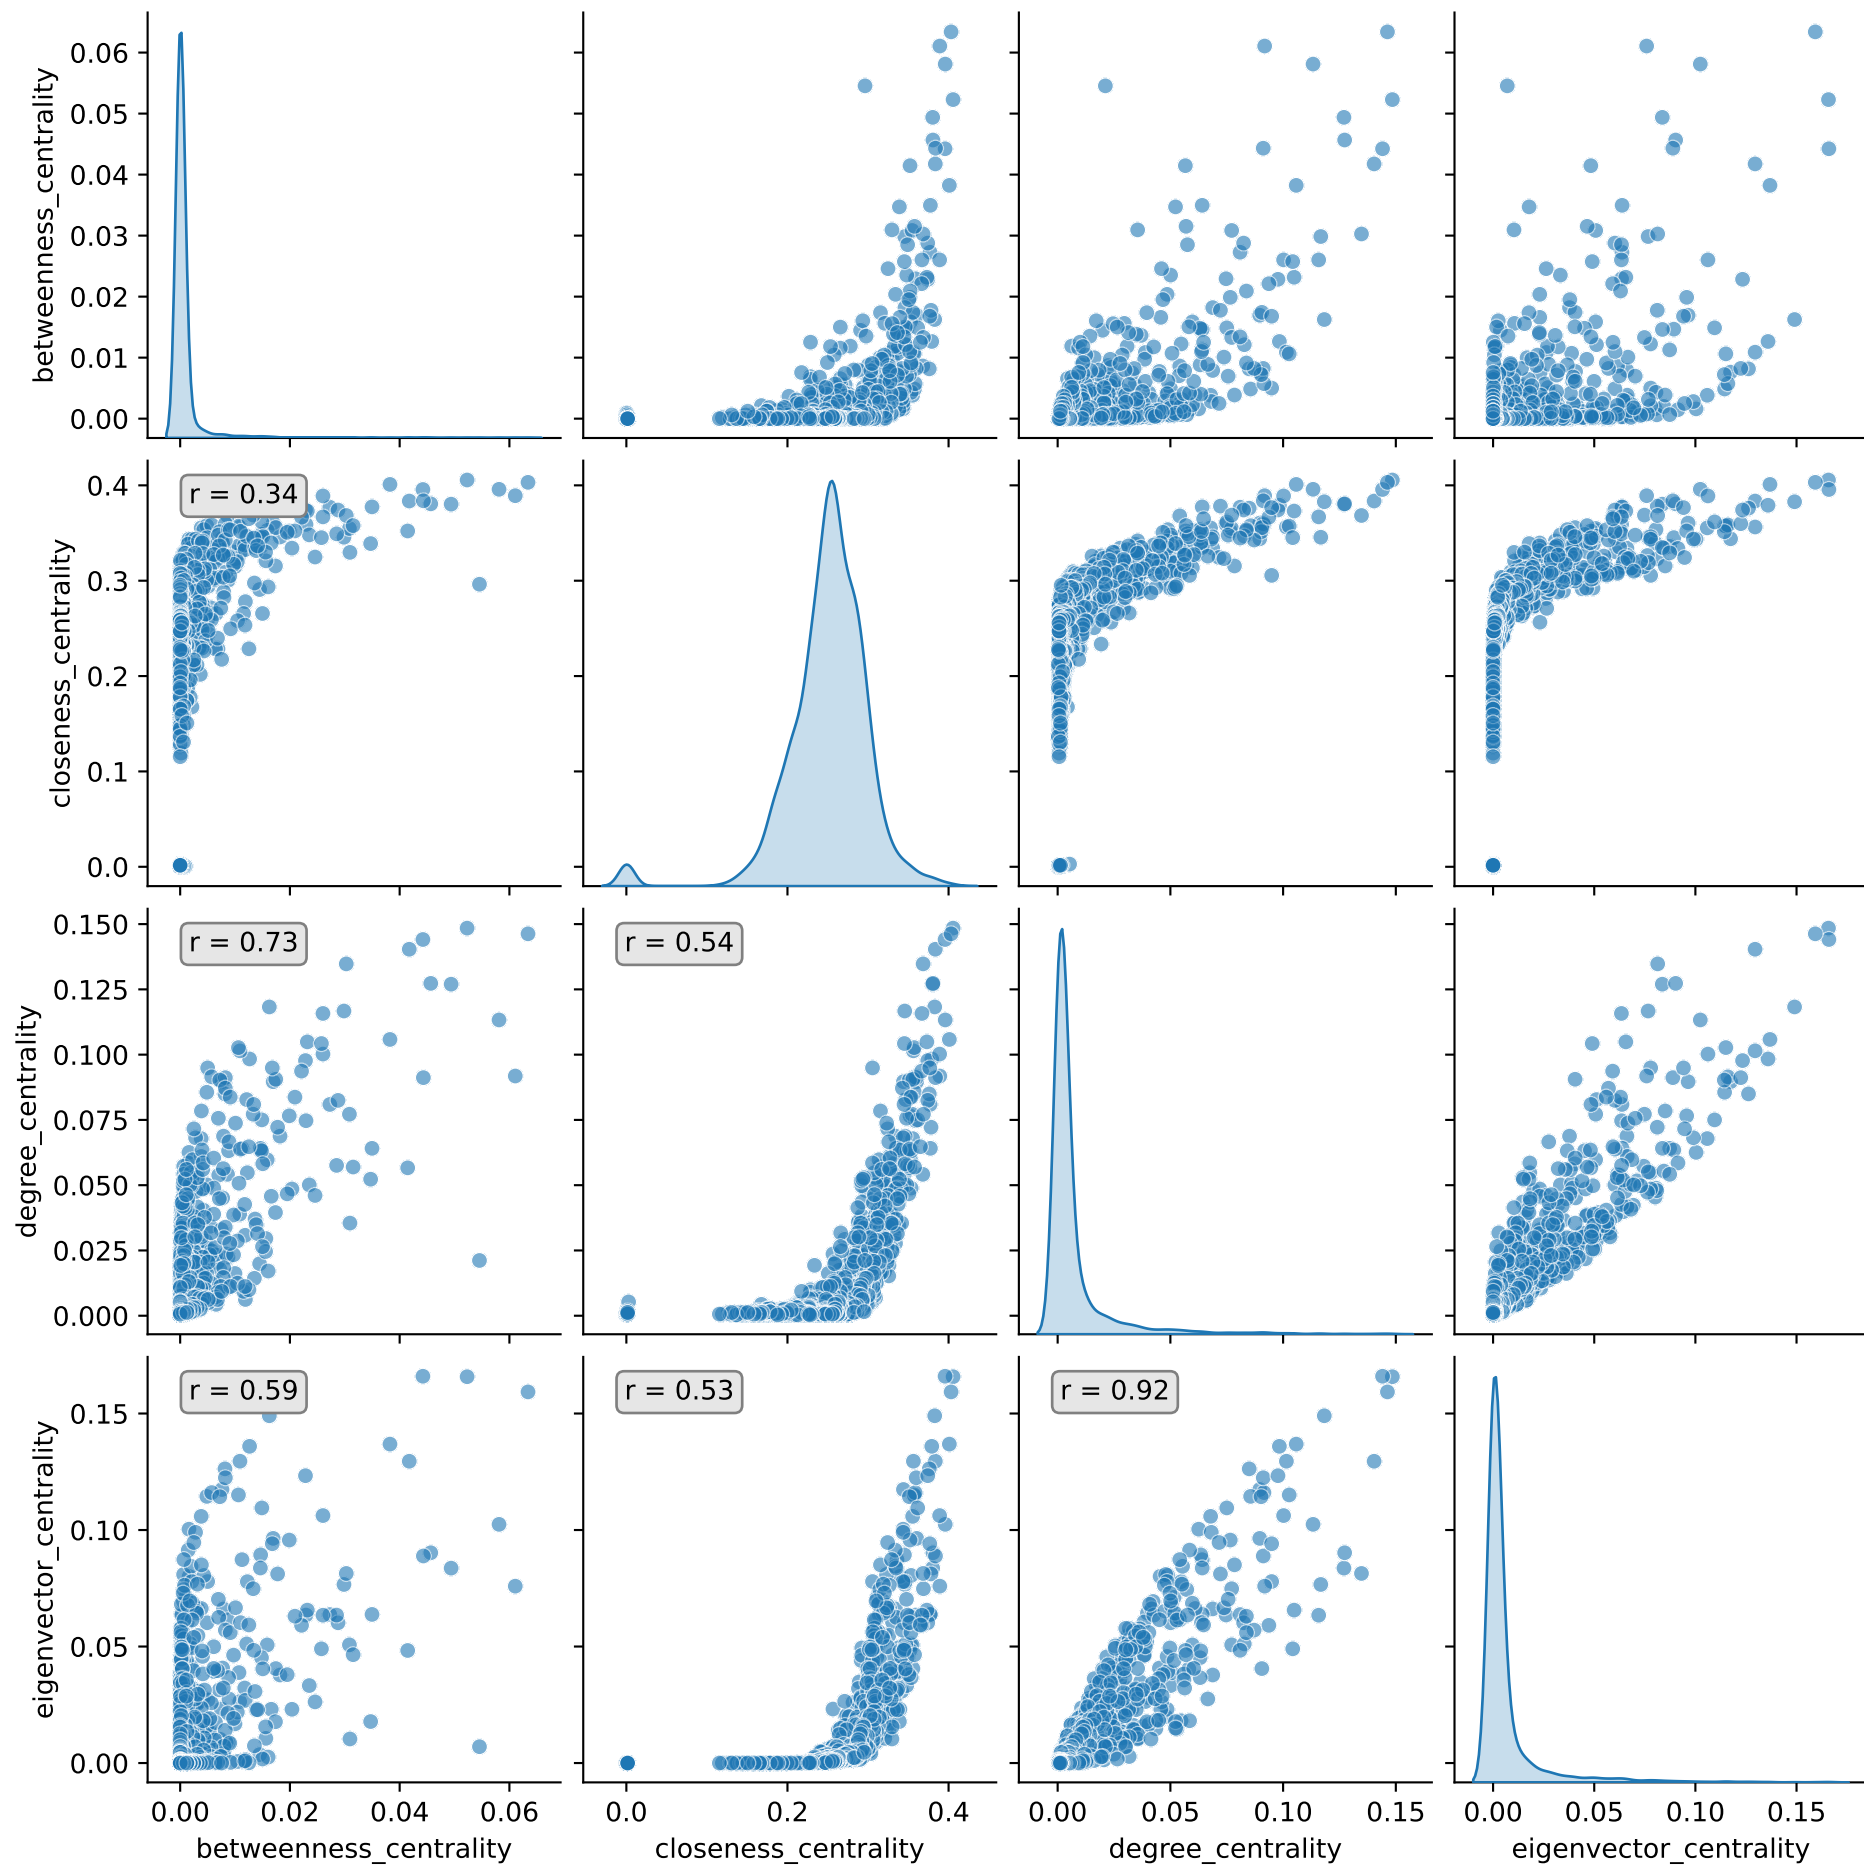 betweenness_centrality
0.06
0.05
0.04
0.03
0.02
0.01
0.00
closeness_centrality
0.4
0.3
0.2
0.1
0.0
r = 0.34
degree_centrality
0.150
0.125
0.100
0.075
0.050
0.025
0.000
r = 0.73
r = 0.54
eigenvector_centrality
0.15
0.10
0.05
0.00
r = 0.59
r = 0.53
r = 0.92
0.00 0.02 0.04 0.06
betweenness_centrality
0.0 0.2 0.4
closeness_centrality
0.00 0.05 0.10 0.15
degree_centrality
0.00 0.05 0.10 0.15
eigenvector_centrality